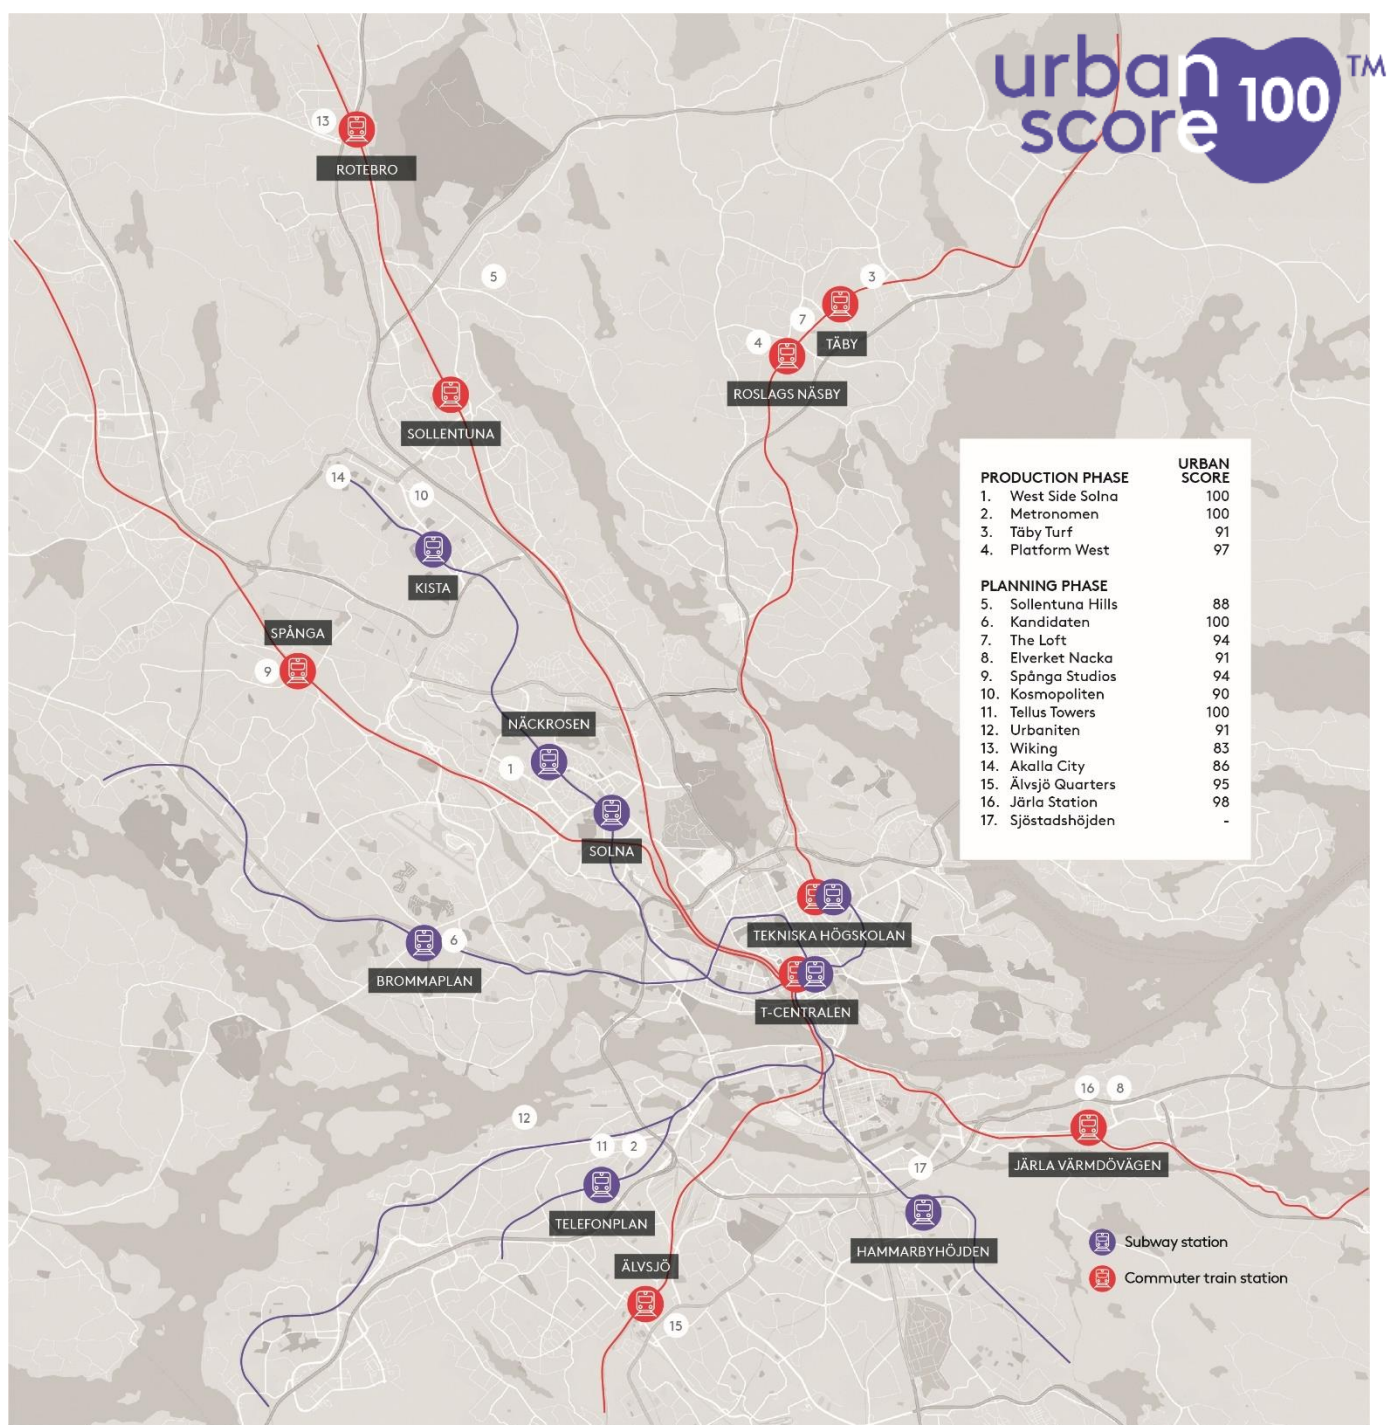 urban
score 100 TM
13
ROTEBRO
5
3
7
TÄBY
4
ROSLAGS NÄSBY
SOLLENTUNA
14
10
KISTA
SPÅNGA
9
NÄCKROSEN
1
SOLNA
TEKNISKA HÖGSKOLAN
6
BROMMAPLAN
T-CENTRALEN
PRODUCTION PHASE URBAN SCORE
1. West Side Solna 100
2. Metronomen 100
3. Täby Turf 91
4. Platform West 97
PLANNING PHASE
5. Sollentuna Hills 88
6. Kandidaten 100
7. The Loft 94
8. Elverket Nacka 91
9. Spånga Studios 94
10. Kosmopoliten 90
11. Tellus Towers 100
12. Urbaniten 91
13. Wiking 83
14. Akalla City 86
15. Älvsjö Quarters 95
16. Järla Station 98
17. Sjöstadshöjden -
16 8
12
11 2
JÄRLA VÄRMDÖVÄGEN
17
TELEFONPLAN
HAMMARBYHÖJDEN
ÄLVSJÖ
15
Subway station
Commuter train station